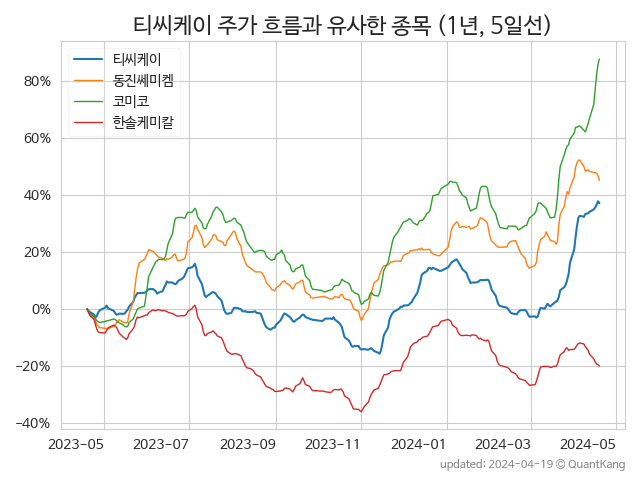 티씨케이 주가 흐름과 유사한 종목 (1년, 5일선)
티씨케이
동진쎄미켐
코미코
한솔케미칼
80%
60%
40%
20%
0%
−20%
−40%
2023-05 2023-07 2023-09 2023-11 2024-01 2024-03 2024-05
updated: 2024-04-19 © QuantKang